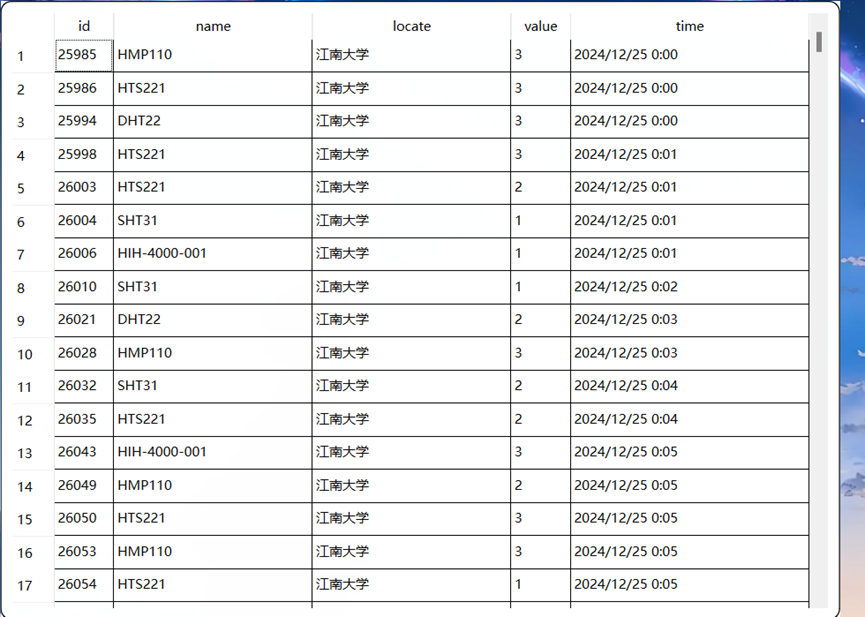 id name locate value time
1 25985 HMP110 江南大学 3 2024/12/25 0:00
2 25986 HTS221 江南大学 3 2024/12/25 0:00
3 25994 DHT22 江南大学 3 2024/12/25 0:00
4 25998 HTS221 江南大学 3 2024/12/25 0:01
5 26003 HTS221 江南大学 2 2024/12/25 0:01
6 26004 SHT31 江南大学 1 2024/12/25 0:01
7 26006 HIH-4000-001 江南大学 1 2024/12/25 0:01
8 26010 SHT31 江南大学 1 2024/12/25 0:02
9 26021 DHT22 江南大学 2 2024/12/25 0:03
10 26028 HMP110 江南大学 3 2024/12/25 0:03
11 26032 SHT31 江南大学 2 2024/12/25 0:04
12 26035 HTS221 江南大学 2 2024/12/25 0:04
13 26043 HIH-4000-001 江南大学 3 2024/12/25 0:05
14 26049 HMP110 江南大学 2 2024/12/25 0:05
15 26050 HTS221 江南大学 3 2024/12/25 0:05
16 26053 HMP110 江南大学 3 2024/12/25 0:05
17 26054 HTS221 江南大学 1 2024/12/25 0:05